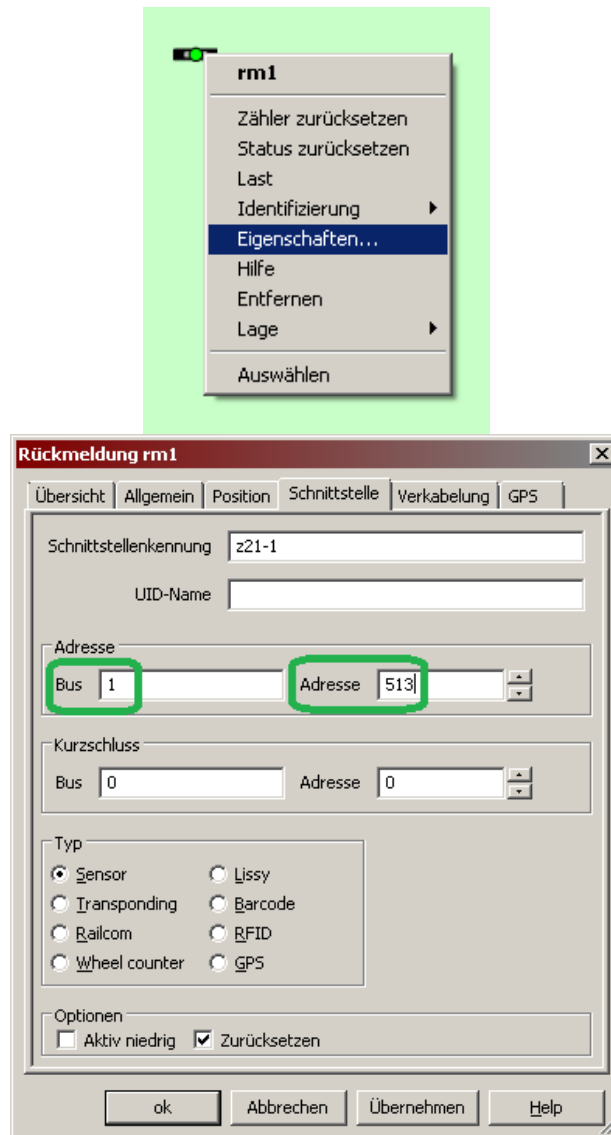 rm1
Zähler zurücksetzen
Status zurücksetzen
Last
Identifizierung
Eigenschaften...
Hilfe
Entfernen
Lage
Auswählen
Rückmeldung rm1
Übersicht Allgemein Position Schnittstelle Verkabelung GPS
Schnittstellenkennung z21-1
UID-Name
Adresse
Bus 1 Adresse 513
Kurzschluss
Bus 0 Adresse 0
Typ
Sensor Lissy
Transponding Barcode
Railcom RFID
Wheel counter GPS
Optionen
Aktiv niedrig Zurücksetzen
ok Abbrechen Übernehmen Help